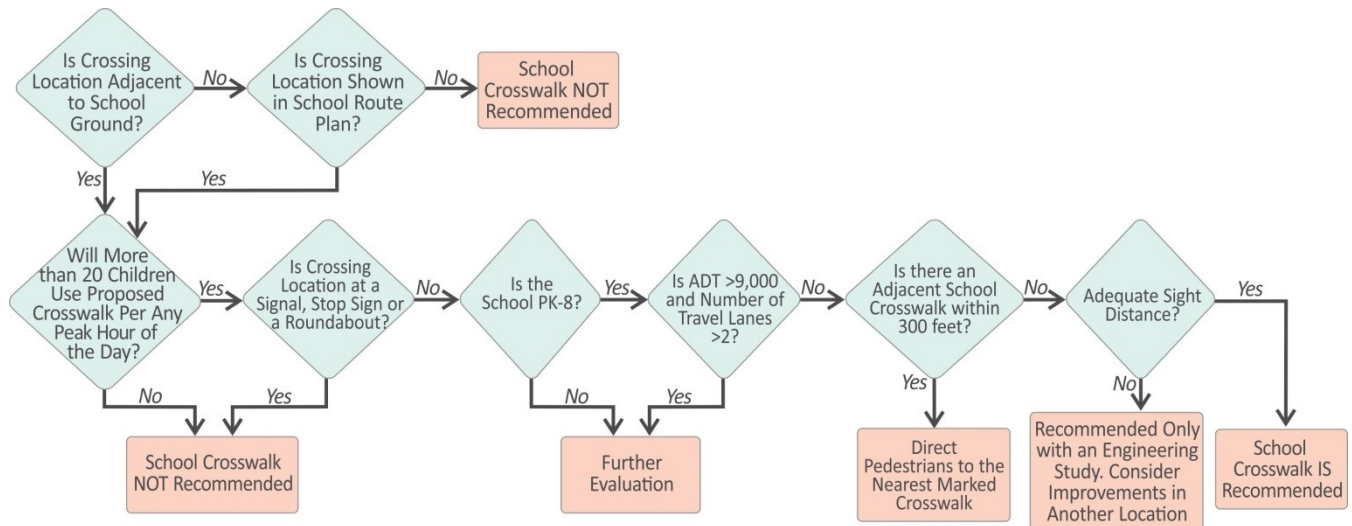 Is Crossing
Location Adjacent
to School
Ground?
No
Is Crossing
Location Shown
in School Route
Plan?
No
School
Crosswalk NOT
Recommended
Yes
Yes
Will More
than 20 Children
Use Proposed
Crosswalk Per Any
Peak Hour of
the Day?
Yes
Is Crossing
Location at a
Signal, Stop Sign or
a Roundabout?
No
Is the
School PK-8?
Yes
Is ADT >9,000
and Number of
Travel Lanes
>2?
No
Is there an
Adjacent School
Crosswalk within
300 feet?
No
Adequate Sight
Distance?
Yes
No
Yes
No
Yes
Yes
No
School Crosswalk
NOT Recommended
Further
Evaluation
Direct
Pedestrians to the
Nearest Marked
Crosswalk
Recommended Only
with an Engineering
Study. Consider
Improvements in
Another Location
School
Crosswalk IS
Recommended